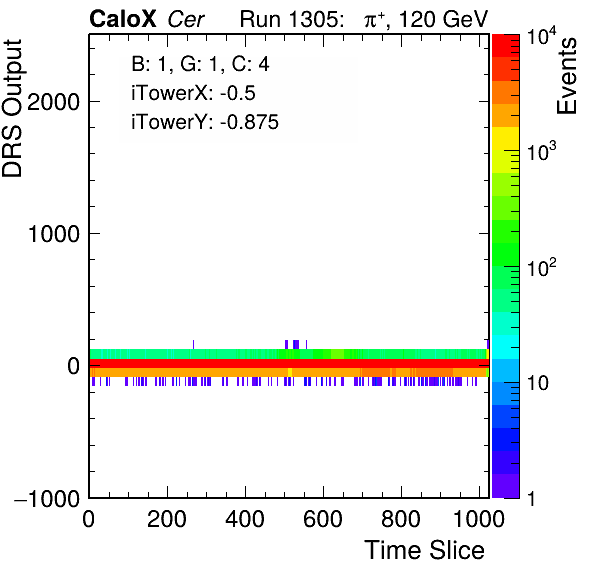 CaloX Cer Run 1305: π⁺, 120 GeV
B: 1, G: 1, C: 4
iTowerX: -0.5
iTowerY: -0.875
DRS Output
2000
1000
0
−1000
0 200 400 600 800 1000
Time Slice
Events
10⁴
10³
10²
10
1